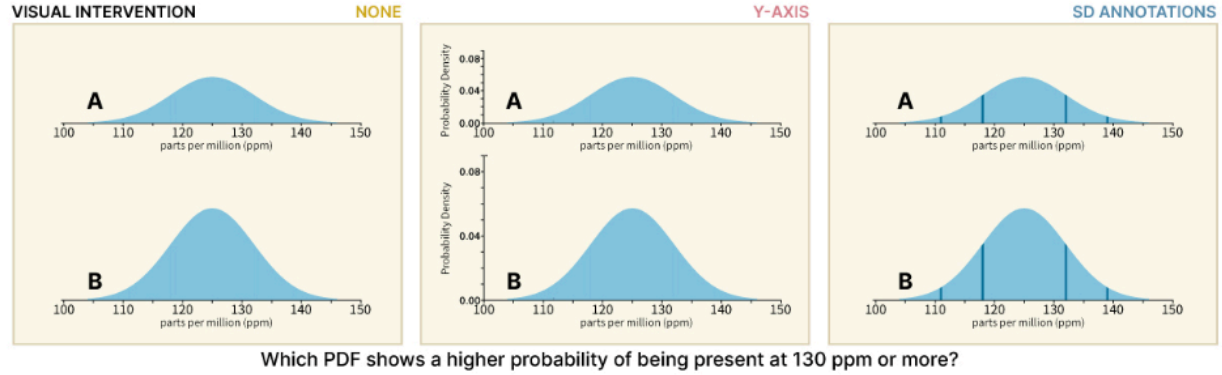 VISUAL INTERVENTION NONE
Y-AXIS
SD ANNOTATIONS
A
100 110 120 130 140 150
parts per million (ppm)
B
100 110 120 130 140 150
parts per million (ppm)
Probability Density
0.08
0.04
0.00
A
100 110 120 130 140 150
parts per million (ppm)
Probability Density
0.08
0.04
0.00
B
100 110 120 130 140 150
parts per million (ppm)
A
100 110 120 130 140 150
parts per million (ppm)
B
100 110 120 130 140 150
parts per million (ppm)
Which PDF shows a higher probability of being present at 130 ppm or more?